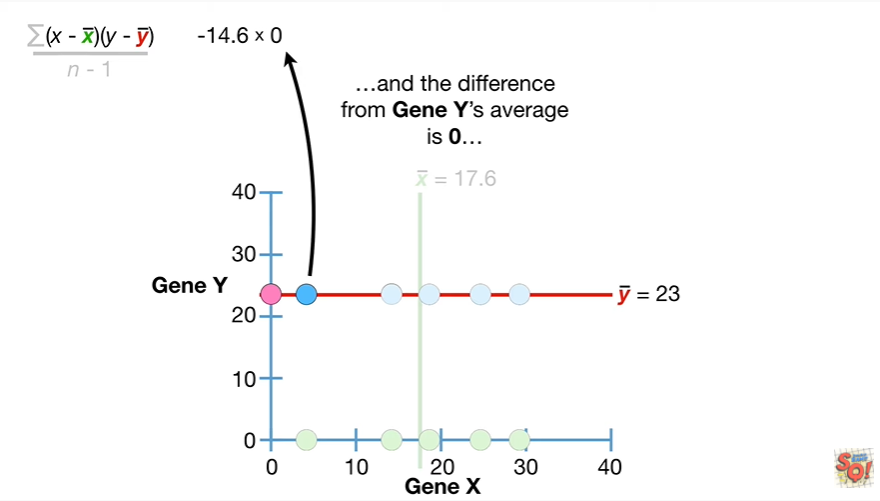 ∑(x - x̄)(y - ȳ)
n - 1
-14.6 × 0
…and the difference
from Gene Y's average
is 0…
x̄ = 17.6
40
30
Gene Y
ȳ = 23
20
10
0
0 10 20 30 40
Gene X
SO!